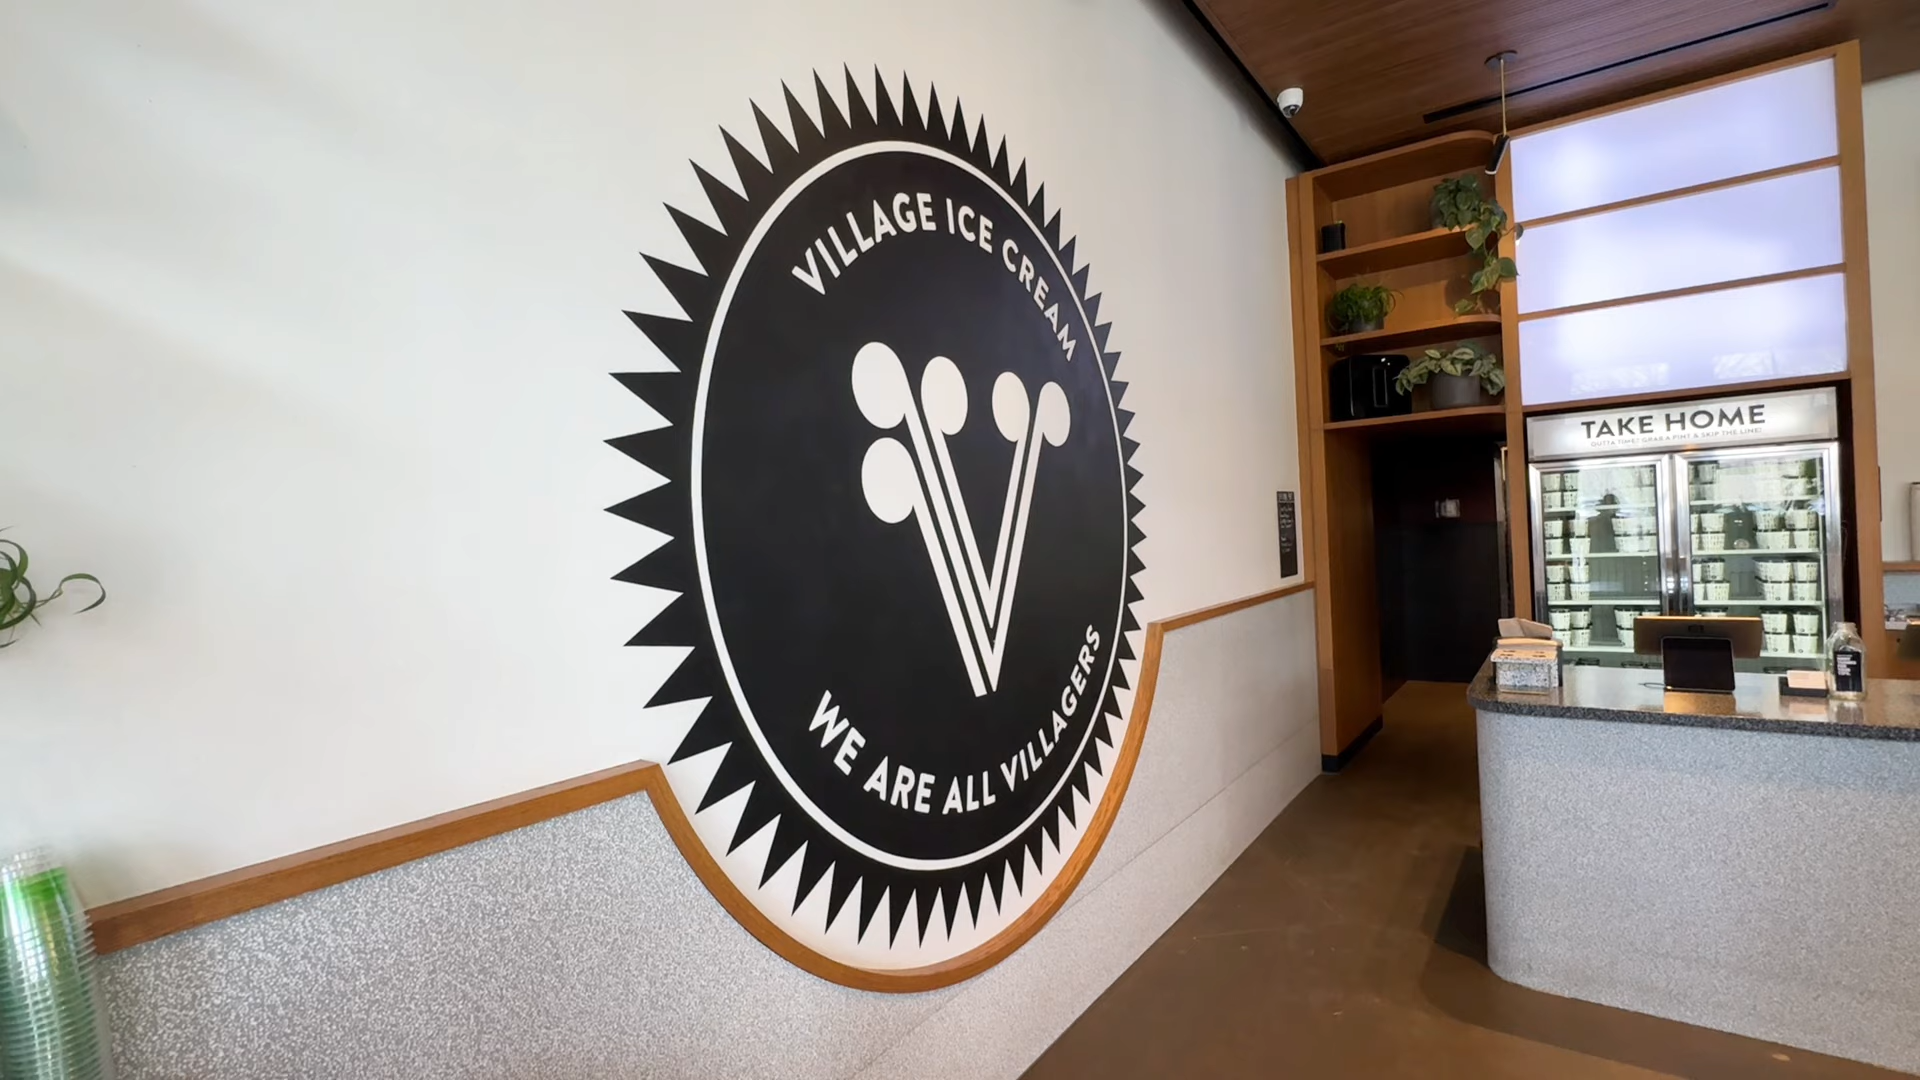 VILLAGE ICE CREAM
WE ARE ALL VILLAGERS
TAKE HOME
OUTTA TIME? GRAB A PINT & SKIP THE LINE!